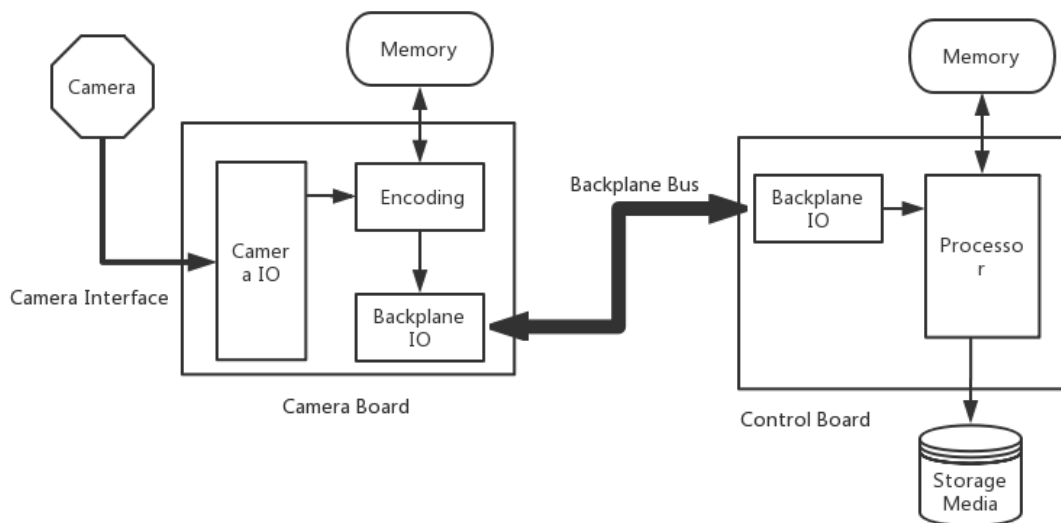 Camera
Memory
Memory
Camer
a IO
Encoding
Backplane
IO
Camera Interface
Camera Board
Backplane Bus
Backplane
IO
Processo
r
Control Board
Storage
Media